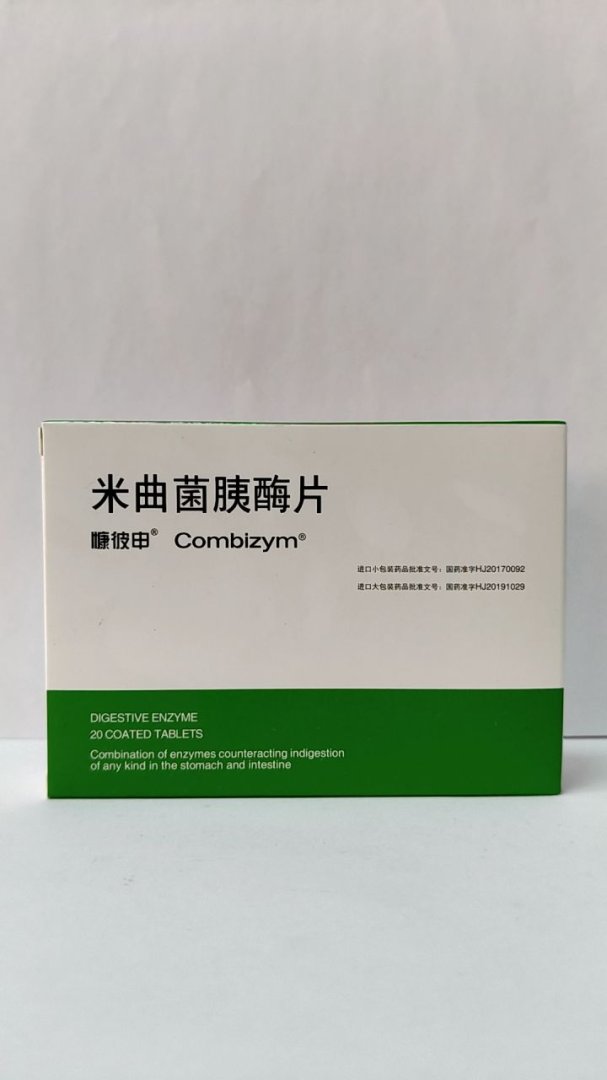 米曲菌胰酶片
慷彼申® Combizym®
进口小包装药品批准文号：国药准字HJ20170092
进口大包装药品批准文号：国药准字HJ20191029
DIGESTIVE ENZYME
20 COATED TABLETS
Combination of enzymes counteracting indigestion
of any kind in the stomach and intestine